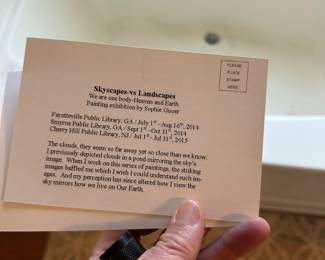 PLEASE
PLACE
STAMP
HERE
Skyscapes-vs Landscapes
We are one body-Heaven and Earth
Painting exhibition by Sophie Guoer
Fayetteville Public Library, GA / July 1st –Aug 16th, 2014
Smyrna Public Library, GA / Sept 1st –Oct 31st, 2014
Cherry Hill Public Library, NJ / Jul 1st - Jul 31st, 2015
The clouds, they seem so far away yet so close than we know.
I previously depicted clouds in a pond mirroring the sky's
image. When I work on this series of paintings, the striking
images baffled me which I wish I could understand such im-
ages. And my perception has since altered how I view the
sky mirrors how we live on Our Earth.